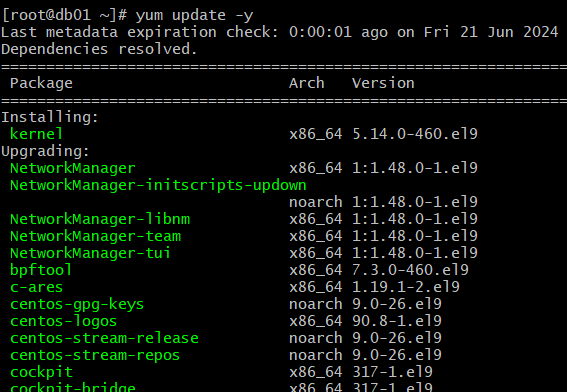 [root@db01 ~]# yum update -y
Last metadata expiration check: 0:00:01 ago on Fri 21 Jun 2024
Dependencies resolved.
================================================================
Package Arch Version
================================================================
Installing:
kernel x86_64 5.14.0-460.el9
Upgrading:
NetworkManager x86_64 1:1.48.0-1.el9
NetworkManager-initscripts-updown
noarch 1:1.48.0-1.el9
NetworkManager-libnm x86_64 1:1.48.0-1.el9
NetworkManager-team x86_64 1:1.48.0-1.el9
NetworkManager-tui x86_64 1:1.48.0-1.el9
bpftool x86_64 7.3.0-460.el9
c-ares x86_64 1.19.1-2.el9
centos-gpg-keys noarch 9.0-26.el9
centos-logos x86_64 90.8-1.el9
centos-stream-release noarch 9.0-26.el9
centos-stream-repos noarch 9.0-26.el9
cockpit x86_64 317-1.el9
cockpit-bridge x86_64 317-1.el9